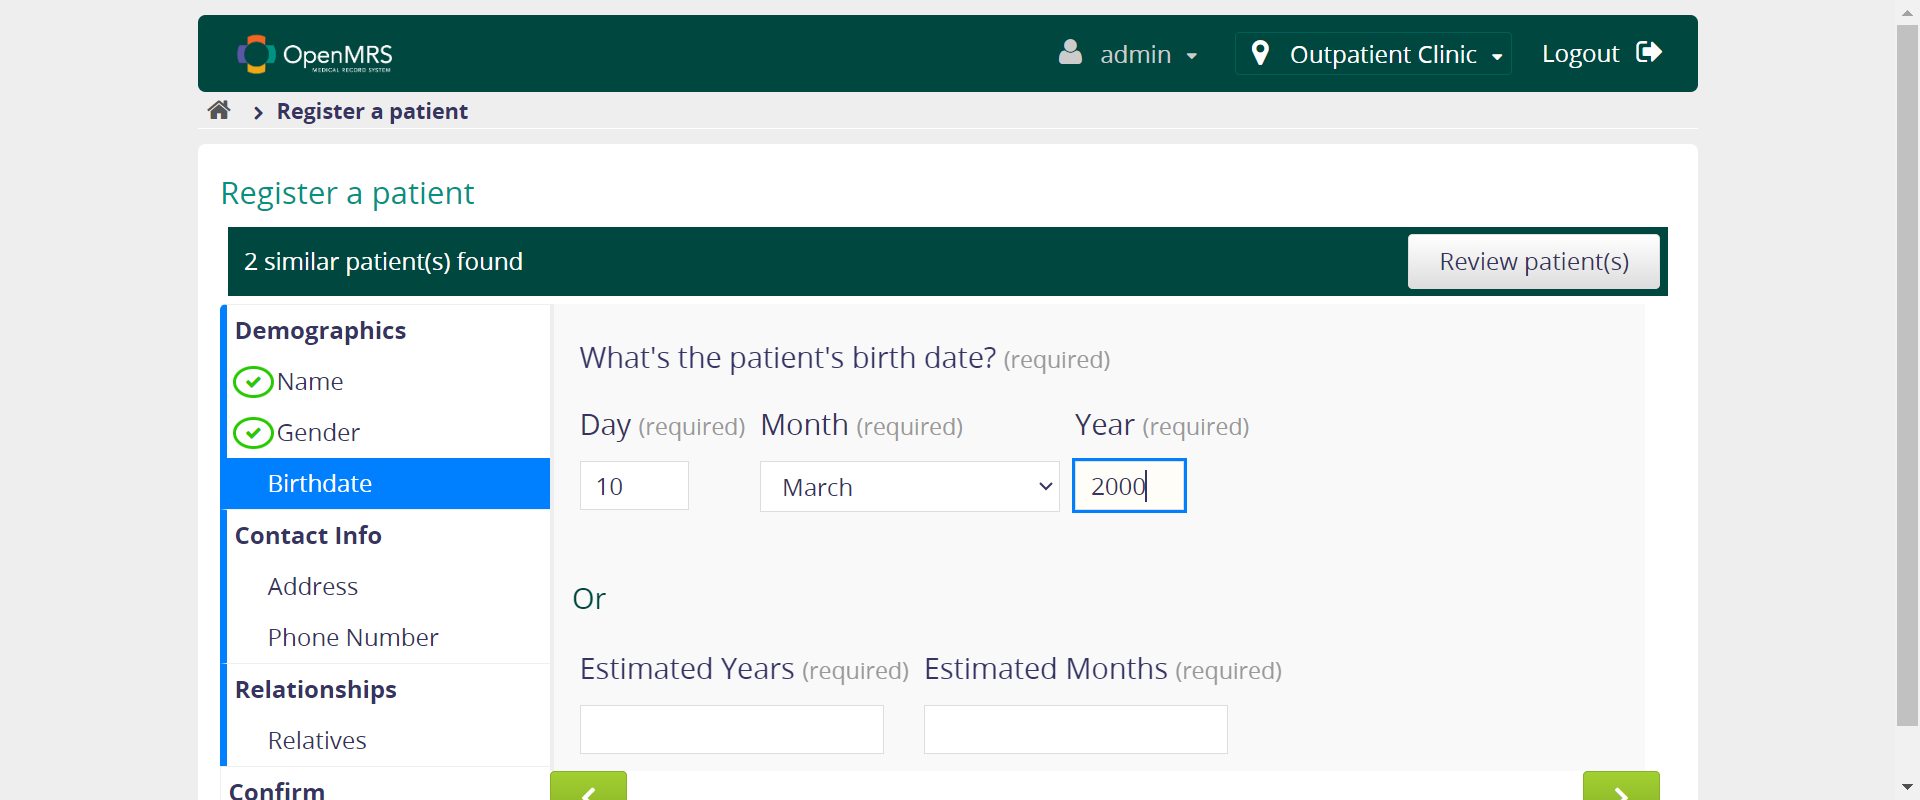 OpenMRS
MEDICAL RECORD SYSTEM
admin
Outpatient Clinic
Logout
Register a patient
Register a patient
2 similar patient(s) found
Review patient(s)
Demographics
Name
Gender
Birthdate
Contact Info
Address
Phone Number
Relationships
Relatives
Confirm
What's the patient's birth date? (required)
Day (required) Month (required) Year (required)
10 March 2000
Or
Estimated Years (required) Estimated Months (required)